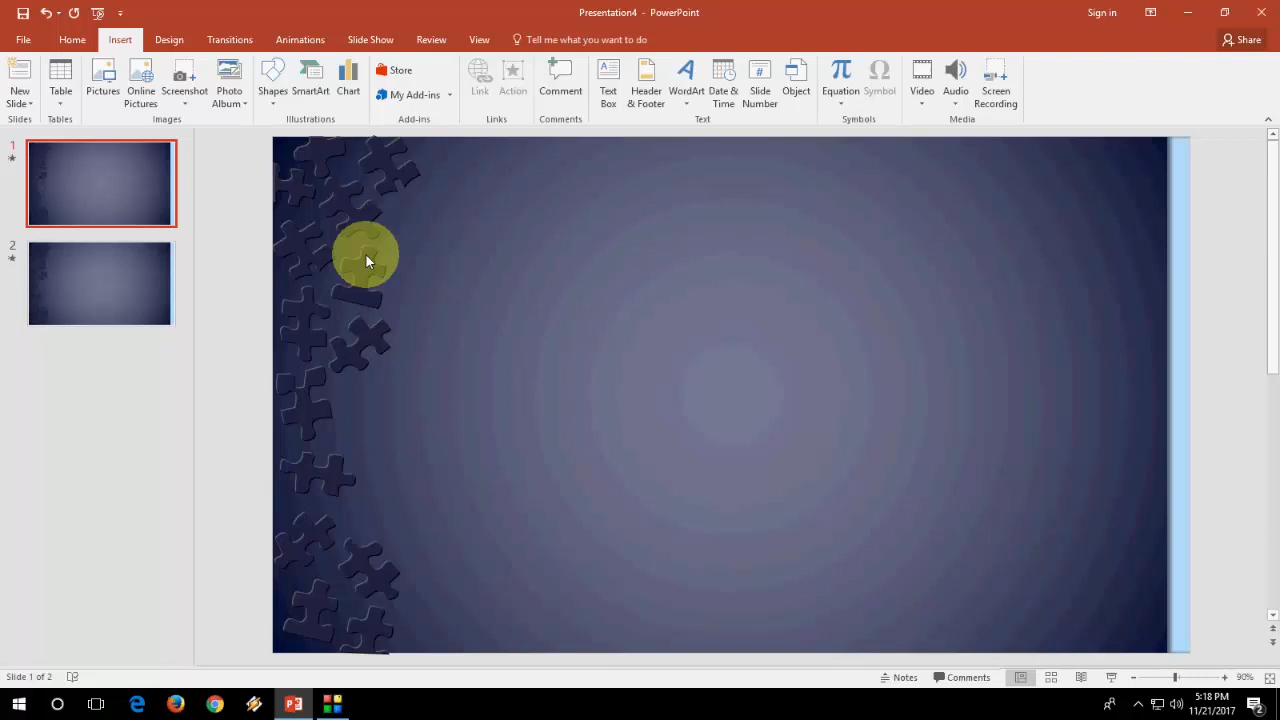 Presentation4 - PowerPoint
Sign in
File Home Insert Design Transitions Animations Slide Show Review View Tell me what you want to do Share
New Slide Table Pictures Online Pictures Screenshot Photo Album Shapes SmartArt Chart Store My Add-ins Link Action Comment Text Box Header & Footer WordArt Date & Time Slide Number Object Equation Symbol Video Audio Screen Recording
Slides Tables Images Illustrations Add-ins Links Comments Text Symbols Media
1
2
Slide 1 of 2 Notes Comments 90%
5:18 PM
11/21/2017
2